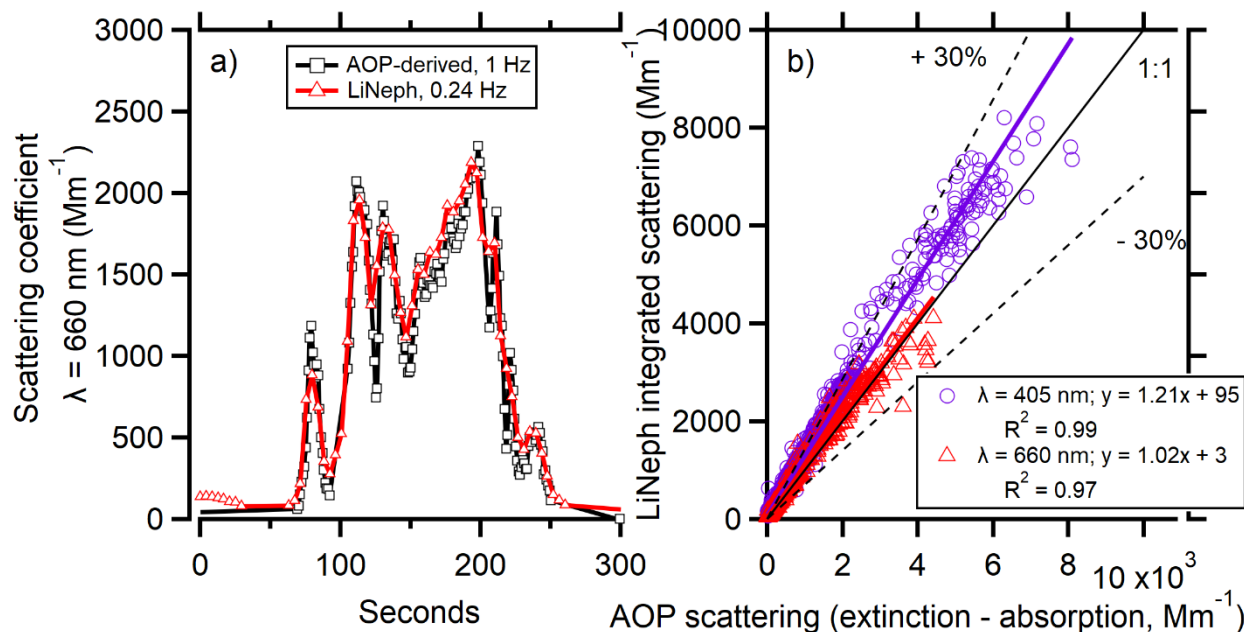 3000
2500
2000
1500
1000
500
0
Scattering coefficient
λ = 660 nm (Mm⁻¹)
a)
AOP-derived, 1 Hz
LiNeph, 0.24 Hz
0 100 200 300
Seconds
10000
8000
6000
4000
2000
0
LiNeph integrated scattering (Mm⁻¹)
b)
+ 30%
1:1
- 30%
λ = 405 nm; y = 1.21x + 95
R² = 0.99
λ = 660 nm; y = 1.02x + 3
R² = 0.97
0 2 4 6 8 10 x10³
AOP scattering (extinction - absorption, Mm⁻¹)